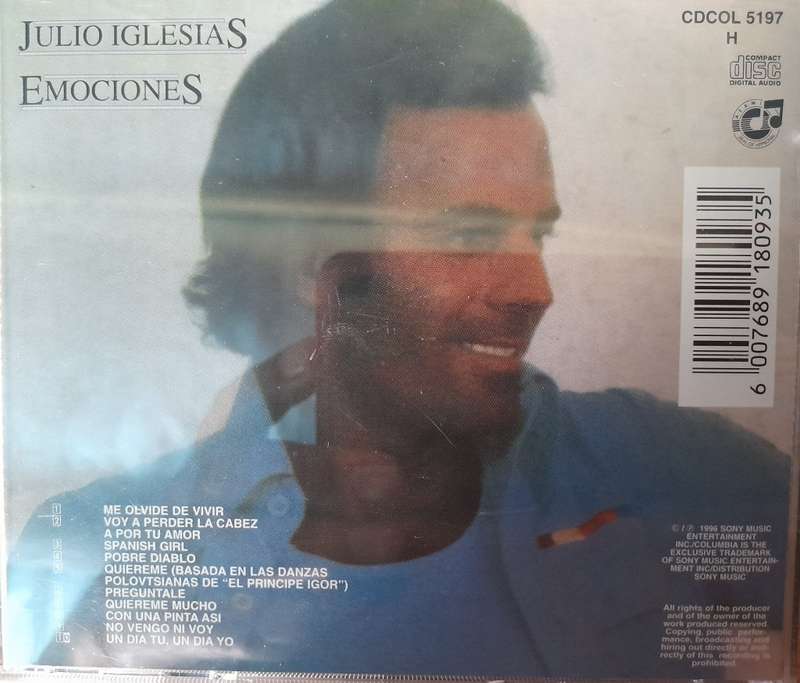 JULIO IGLESIAS
EMOCIONES
CDCOL 5197
H
COMPACT
disc
DIGITAL AUDIO
6 007689 180935
1 ME OLVIDE DE VIVIR
2 VOY A PERDER LA CABEZ
A POR TU AMOR
SPANISH GIRL
POBRE DIABLO
QUIEREME (BASADA EN LAS DANZAS
POLOVTSIANAS DE "EL PRINCIPE IGOR")
PREGUNTALE
QUIEREME MUCHO
CON UNA PINTA ASI
NO VENGO NI VOY
10 UN DIA TU, UN DIA YO
© / ℗ 1996 SONY MUSIC
ENTERTAINMENT
INC./COLUMBIA IS THE
EXCLUSIVE TRADEMARK
OF SONY MUSIC ENTERTAIN-
MENT INC/DISTRIBUTION
SONY MUSIC
All rights of the producer
and of the owner of the
work produced reserved.
Copying, public perfor-
mance, broadcasting and
hiring out directly or indi-
rectly of this recording is
prohibited.